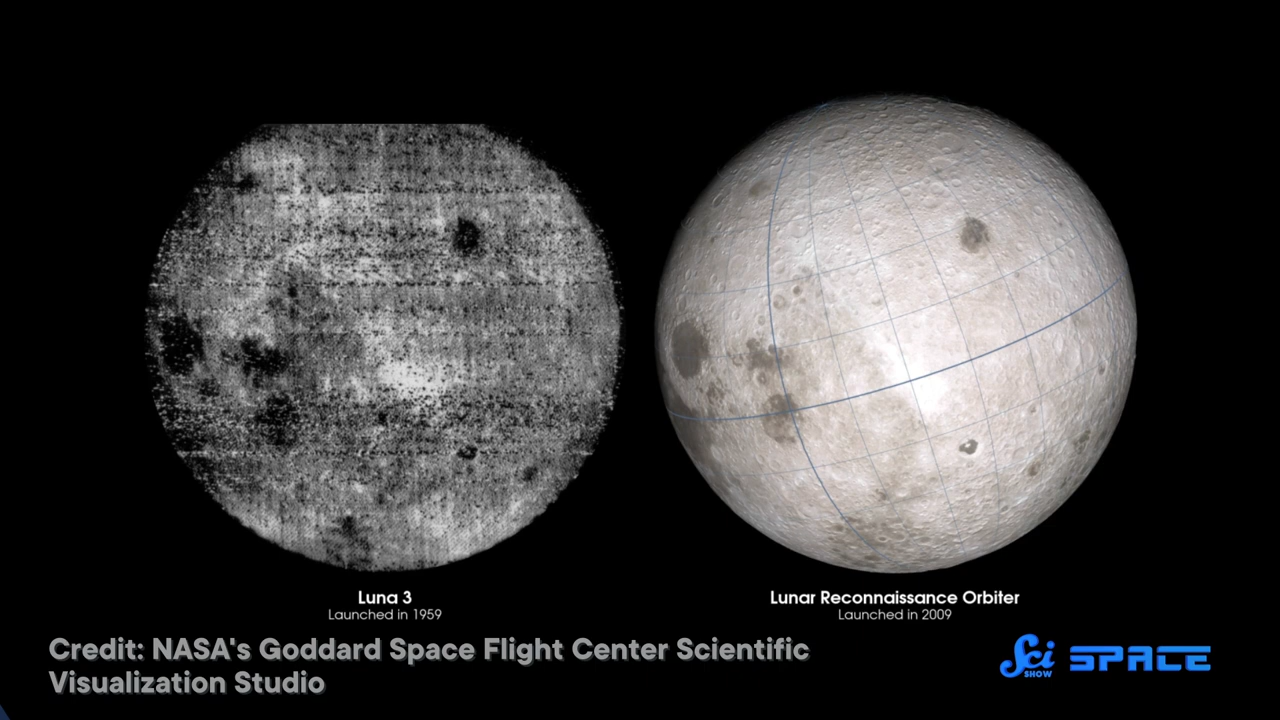 Luna 3
Launched in 1959
Lunar Reconnaissance Orbiter
Launched in 2009
Credit: NASA's Goddard Space Flight Center Scientific
Visualization Studio
Sci SHOW SPACE